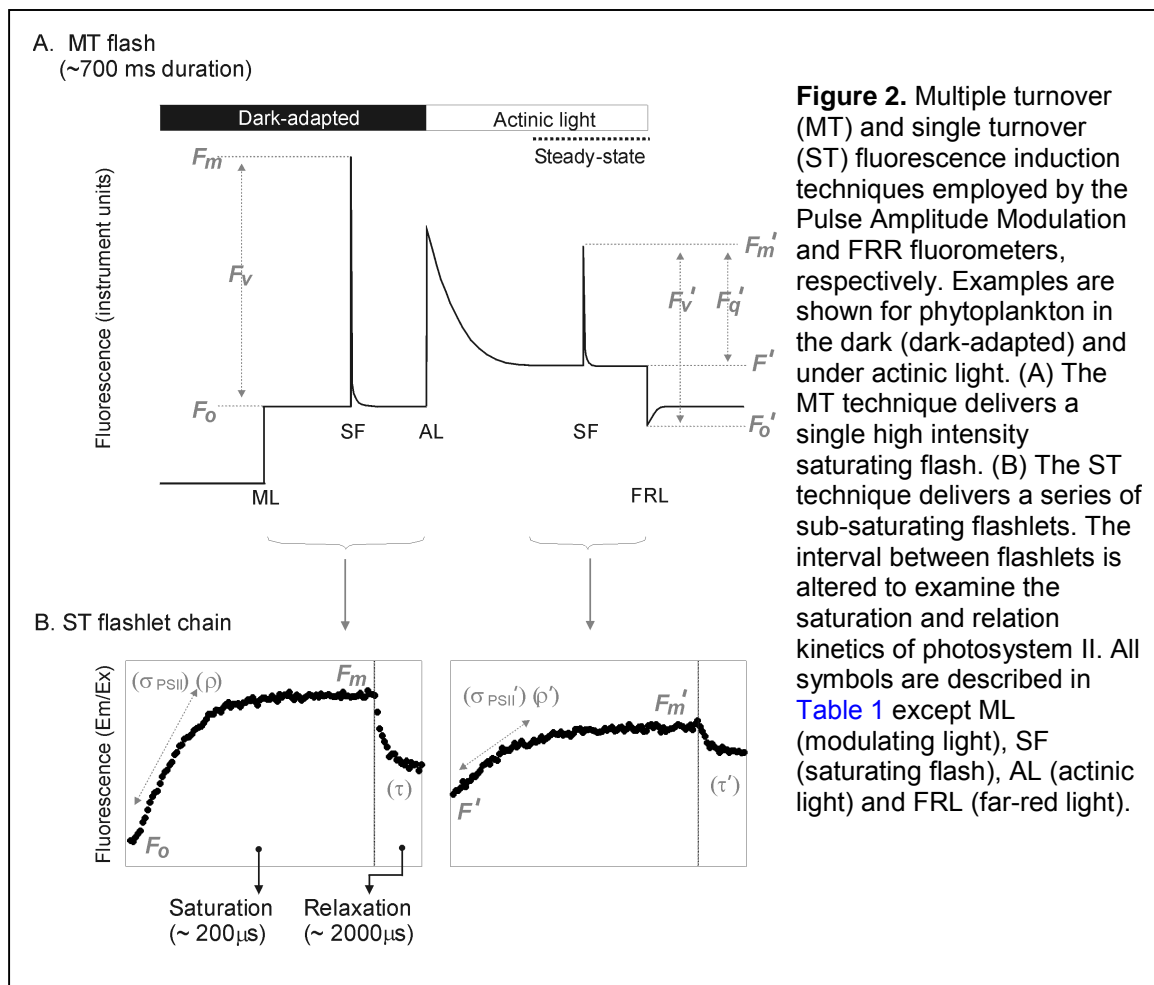 A. MT flash
(~700 ms duration)
Dark-adapted
Actinic light
Steady-state
Fluorescence (instrument units)
Fm
Fv
Fo
SF
AL
SF
ML
FRL
Fm'
Fv'
Fq'
F'
Fo'
B. ST flashlet chain
Fluorescence (Em/Ex)
(σ PSII) (ρ)
Fm
Fo
(τ)
(σ PSII') (ρ')
Fm'
F'
(τ')
Saturation
(~ 200μs)
Relaxation
(~ 2000μs)
Figure 2. Multiple turnover
(MT) and single turnover
(ST) fluorescence induction
techniques employed by the
Pulse Amplitude Modulation
and FRR fluorometers,
respectively. Examples are
shown for phytoplankton in
the dark (dark-adapted) and
under actinic light. (A) The
MT technique delivers a
single high intensity
saturating flash. (B) The ST
technique delivers a series of
sub-saturating flashlets. The
interval between flashlets is
altered to examine the
saturation and relation
kinetics of photosystem II. All
symbols are described in
Table 1 except ML
(modulating light), SF
(saturating flash), AL (actinic
light) and FRL (far-red light).